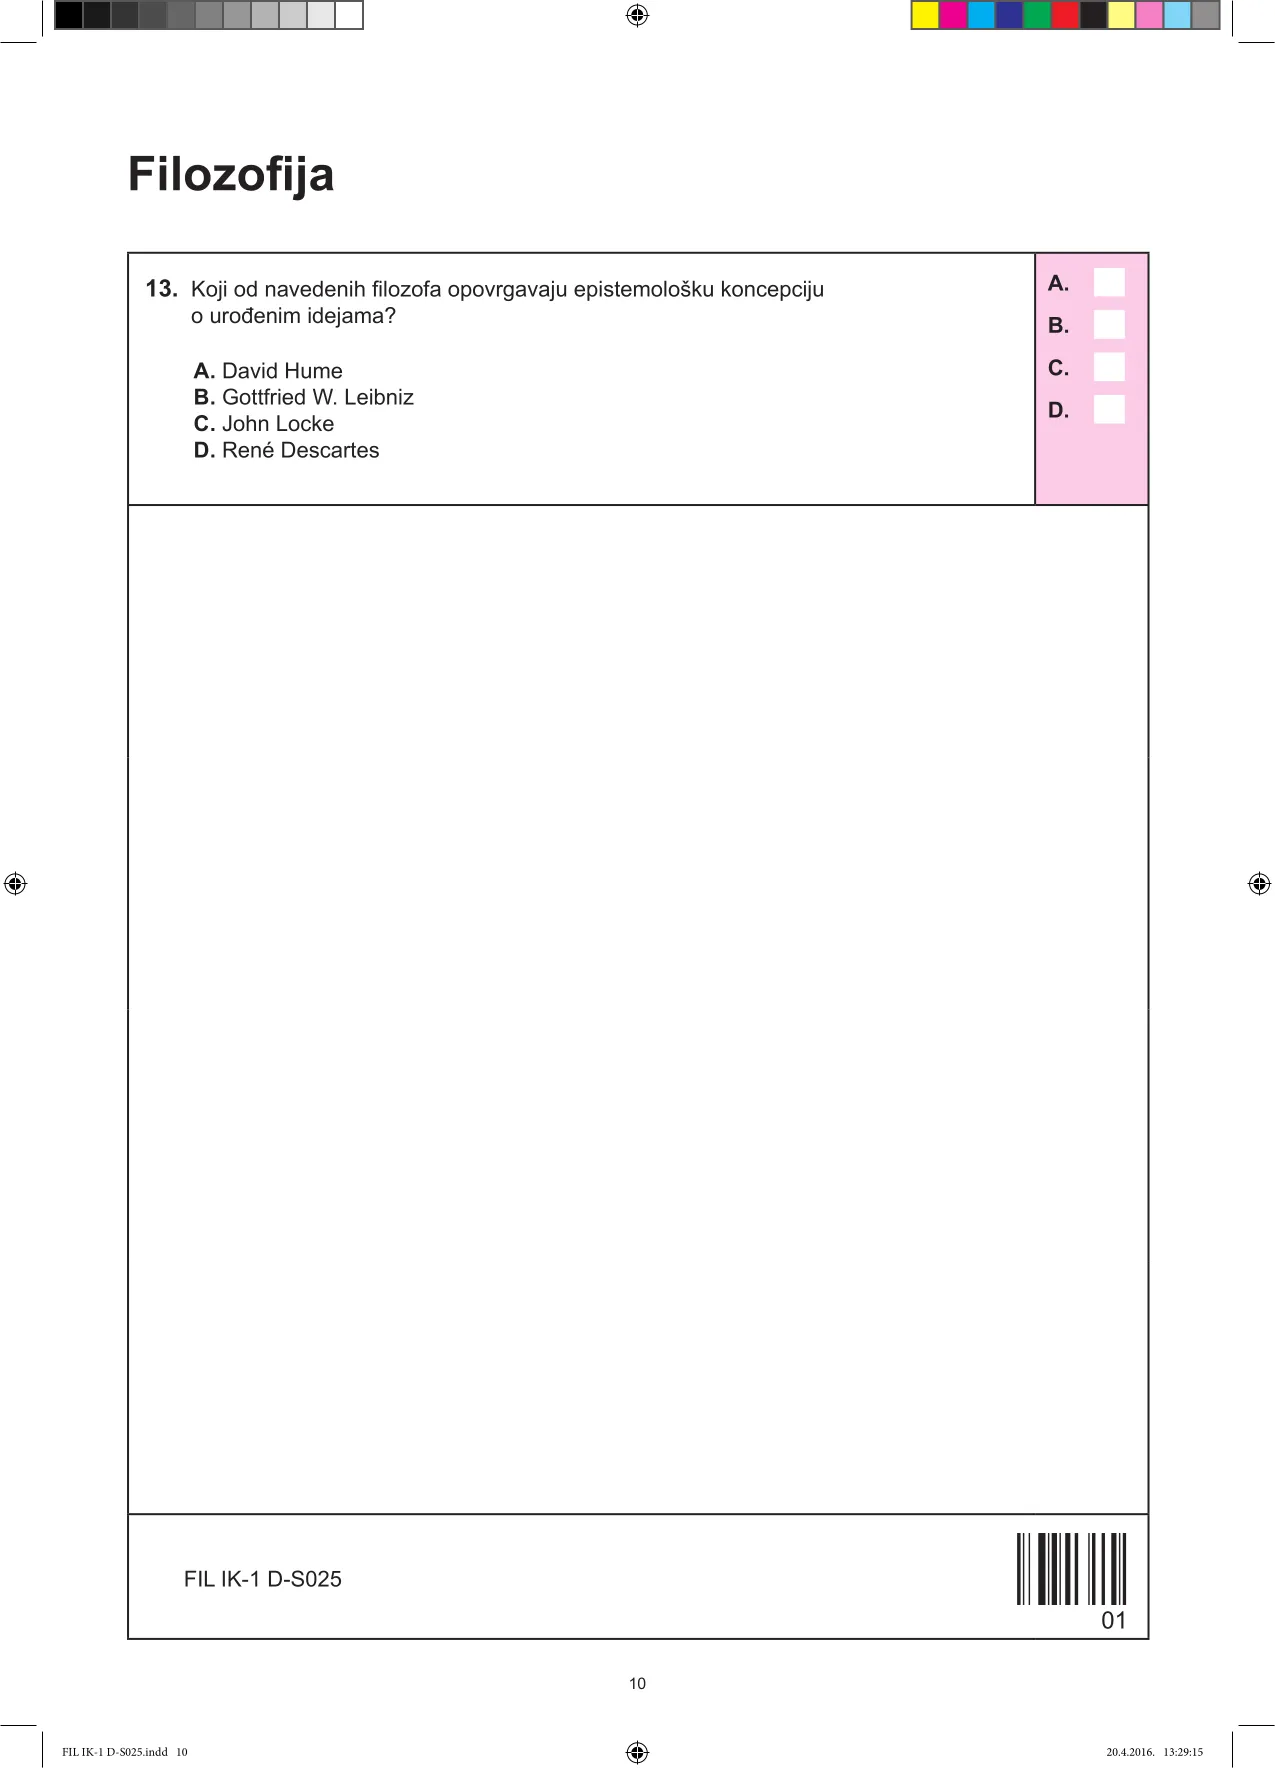 Filozofija
13. Koji od navedenih filozofa opovrgavaju epistemološku koncepciju
o urođenim idejama?
A. David Hume
B. Gottfried W. Leibniz
C. John Locke
D. René Descartes
A.
B.
C.
D.
FIL IK-1 D-S025
01
10
FIL IK-1 D-S025.indd 10
20.4.2016. 13:29:15